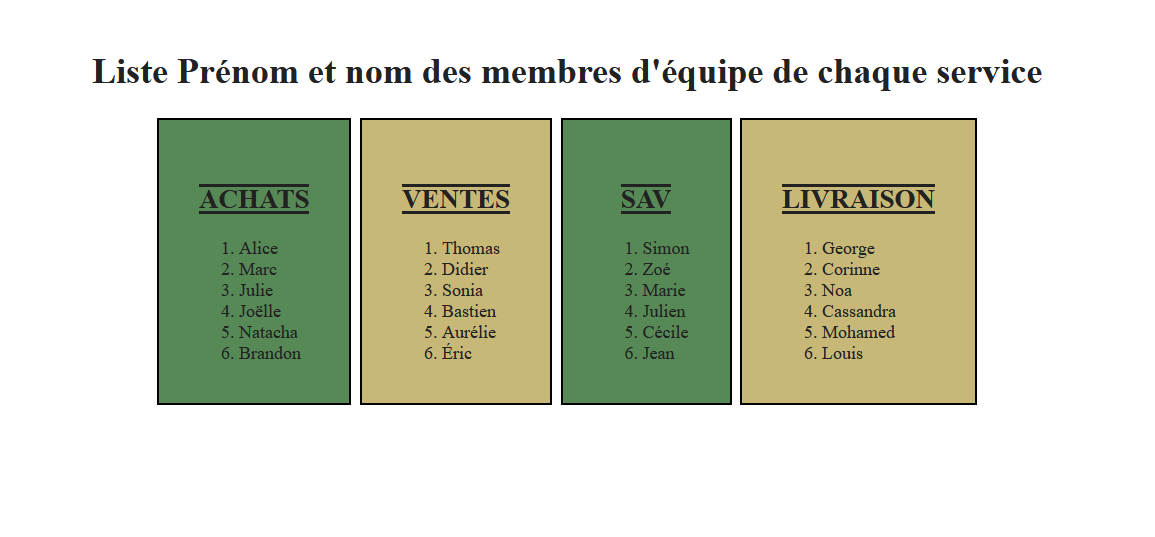 Liste Prénom et nom des membres d'équipe de chaque service
ACHATS
1. Alice
2. Marc
3. Julie
4. Joëlle
5. Natacha
6. Brandon
VENTES
1. Thomas
2. Didier
3. Sonia
4. Bastien
5. Aurélie
6. Éric
SAV
1. Simon
2. Zoé
3. Marie
4. Julien
5. Cécile
6. Jean
LIVRAISON
1. George
2. Corinne
3. Noa
4. Cassandra
5. Mohamed
6. Louis